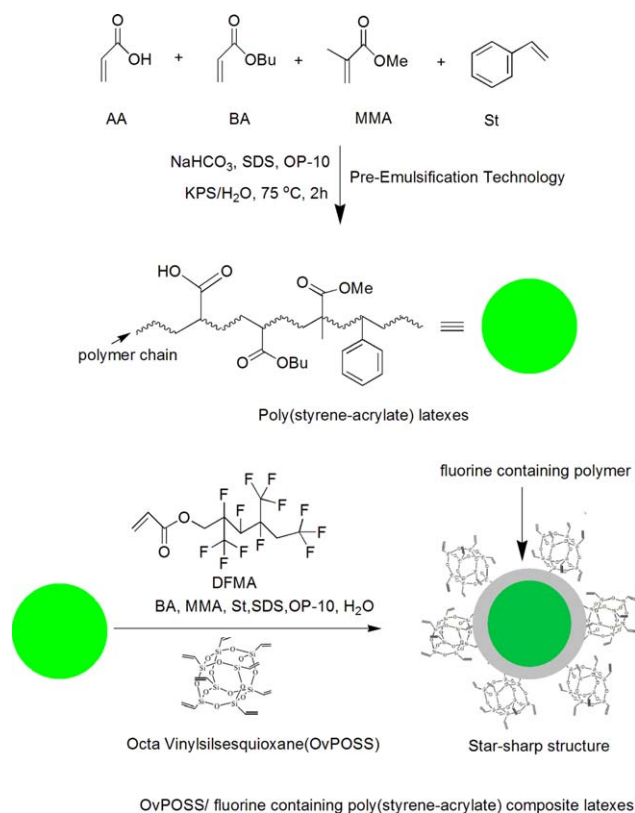 O
OH
+
O
OBu
+
O
OMe
+
AA
BA
MMA
St
NaHCO3, SDS, OP-10
KPS/H2O, 75 oC, 2h
Pre-Emulsification Technology
HO
O
O
OMe
polymer chain
O
OBu
Poly(styrene-acrylate) latexes
fluorine containing polymer
F
F
F
F
F
F
F
F
F
F
F
F
O
O
DFMA
BA, MMA, St,SDS,OP-10, H2O
Octa Vinylsilsesquioxane(OvPOSS)
Star-sharp structure
OvPOSS/ fluorine containing poly(styrene-acrylate) composite latexes